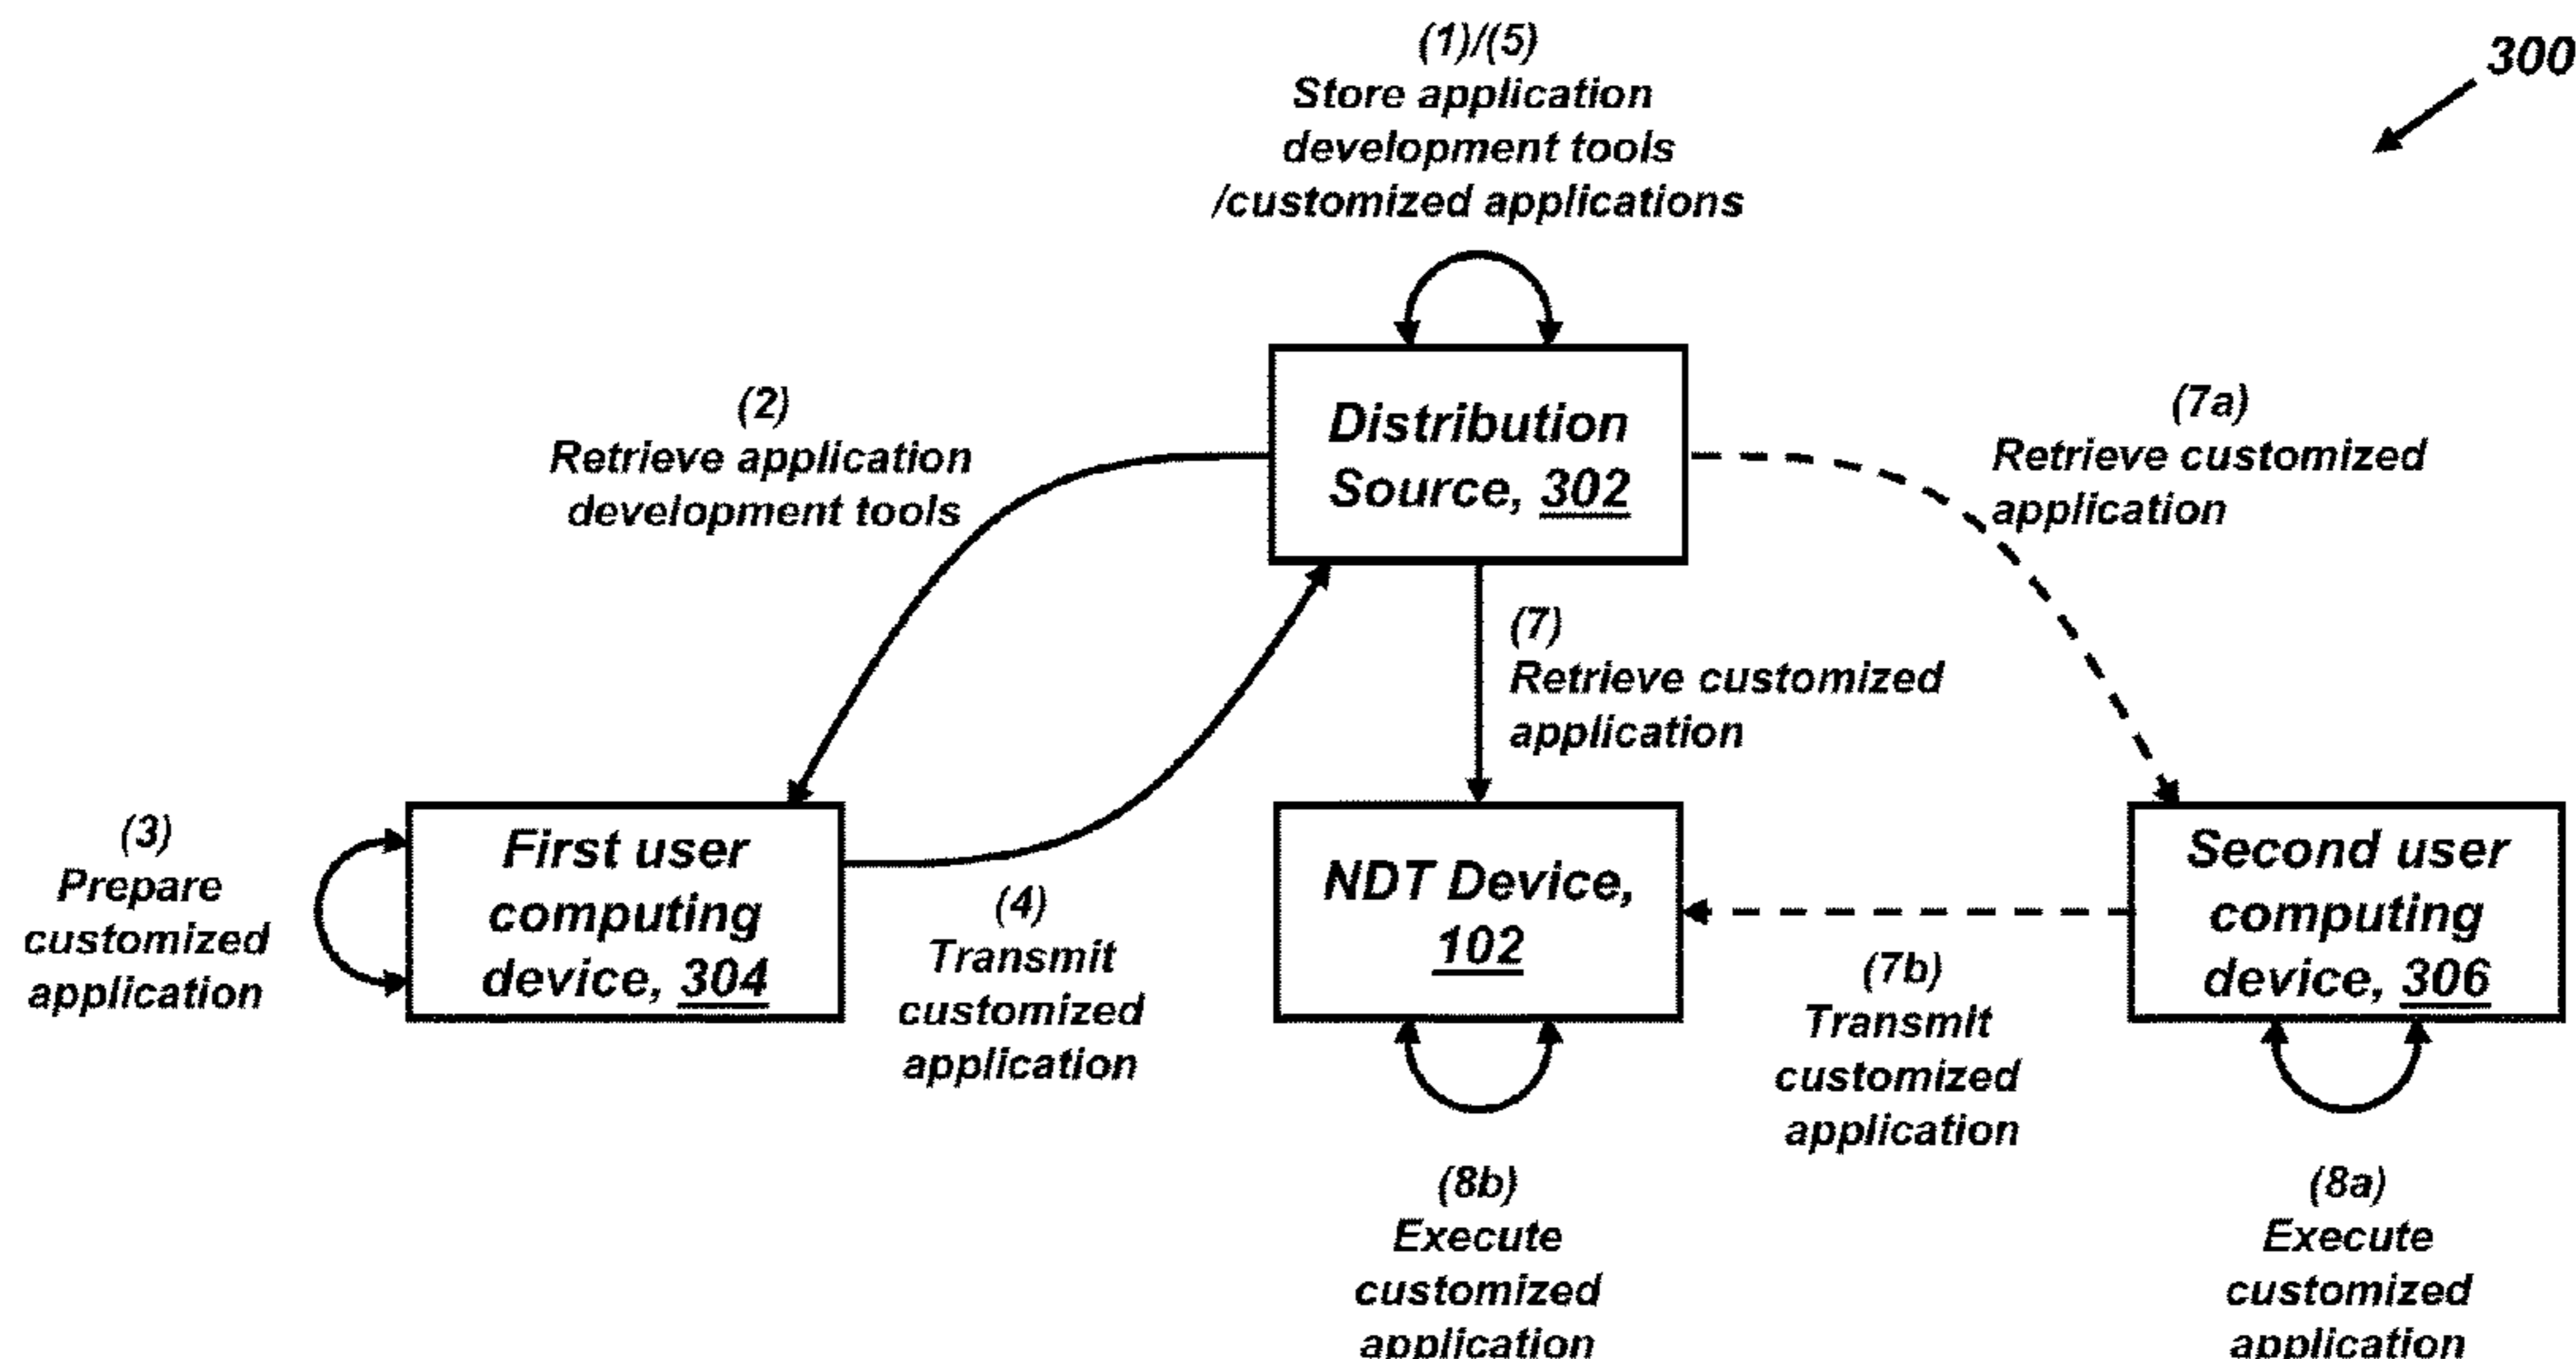 300
(1)/(5)
Store application
development tools
/customized applications
(2)
Retrieve application
development tools
Distribution
Source, 302
(7a)
Retrieve customized
application
(7)
Retrieve customized
application
(3)
Prepare
customized
application
First user
computing
device, 304
(4)
Transmit
customized
application
NDT Device,
102
(7b)
Transmit
customized
application
Second user
computing
device, 306
(8b)
Execute
customized
application
(8a)
Execute
customized
application